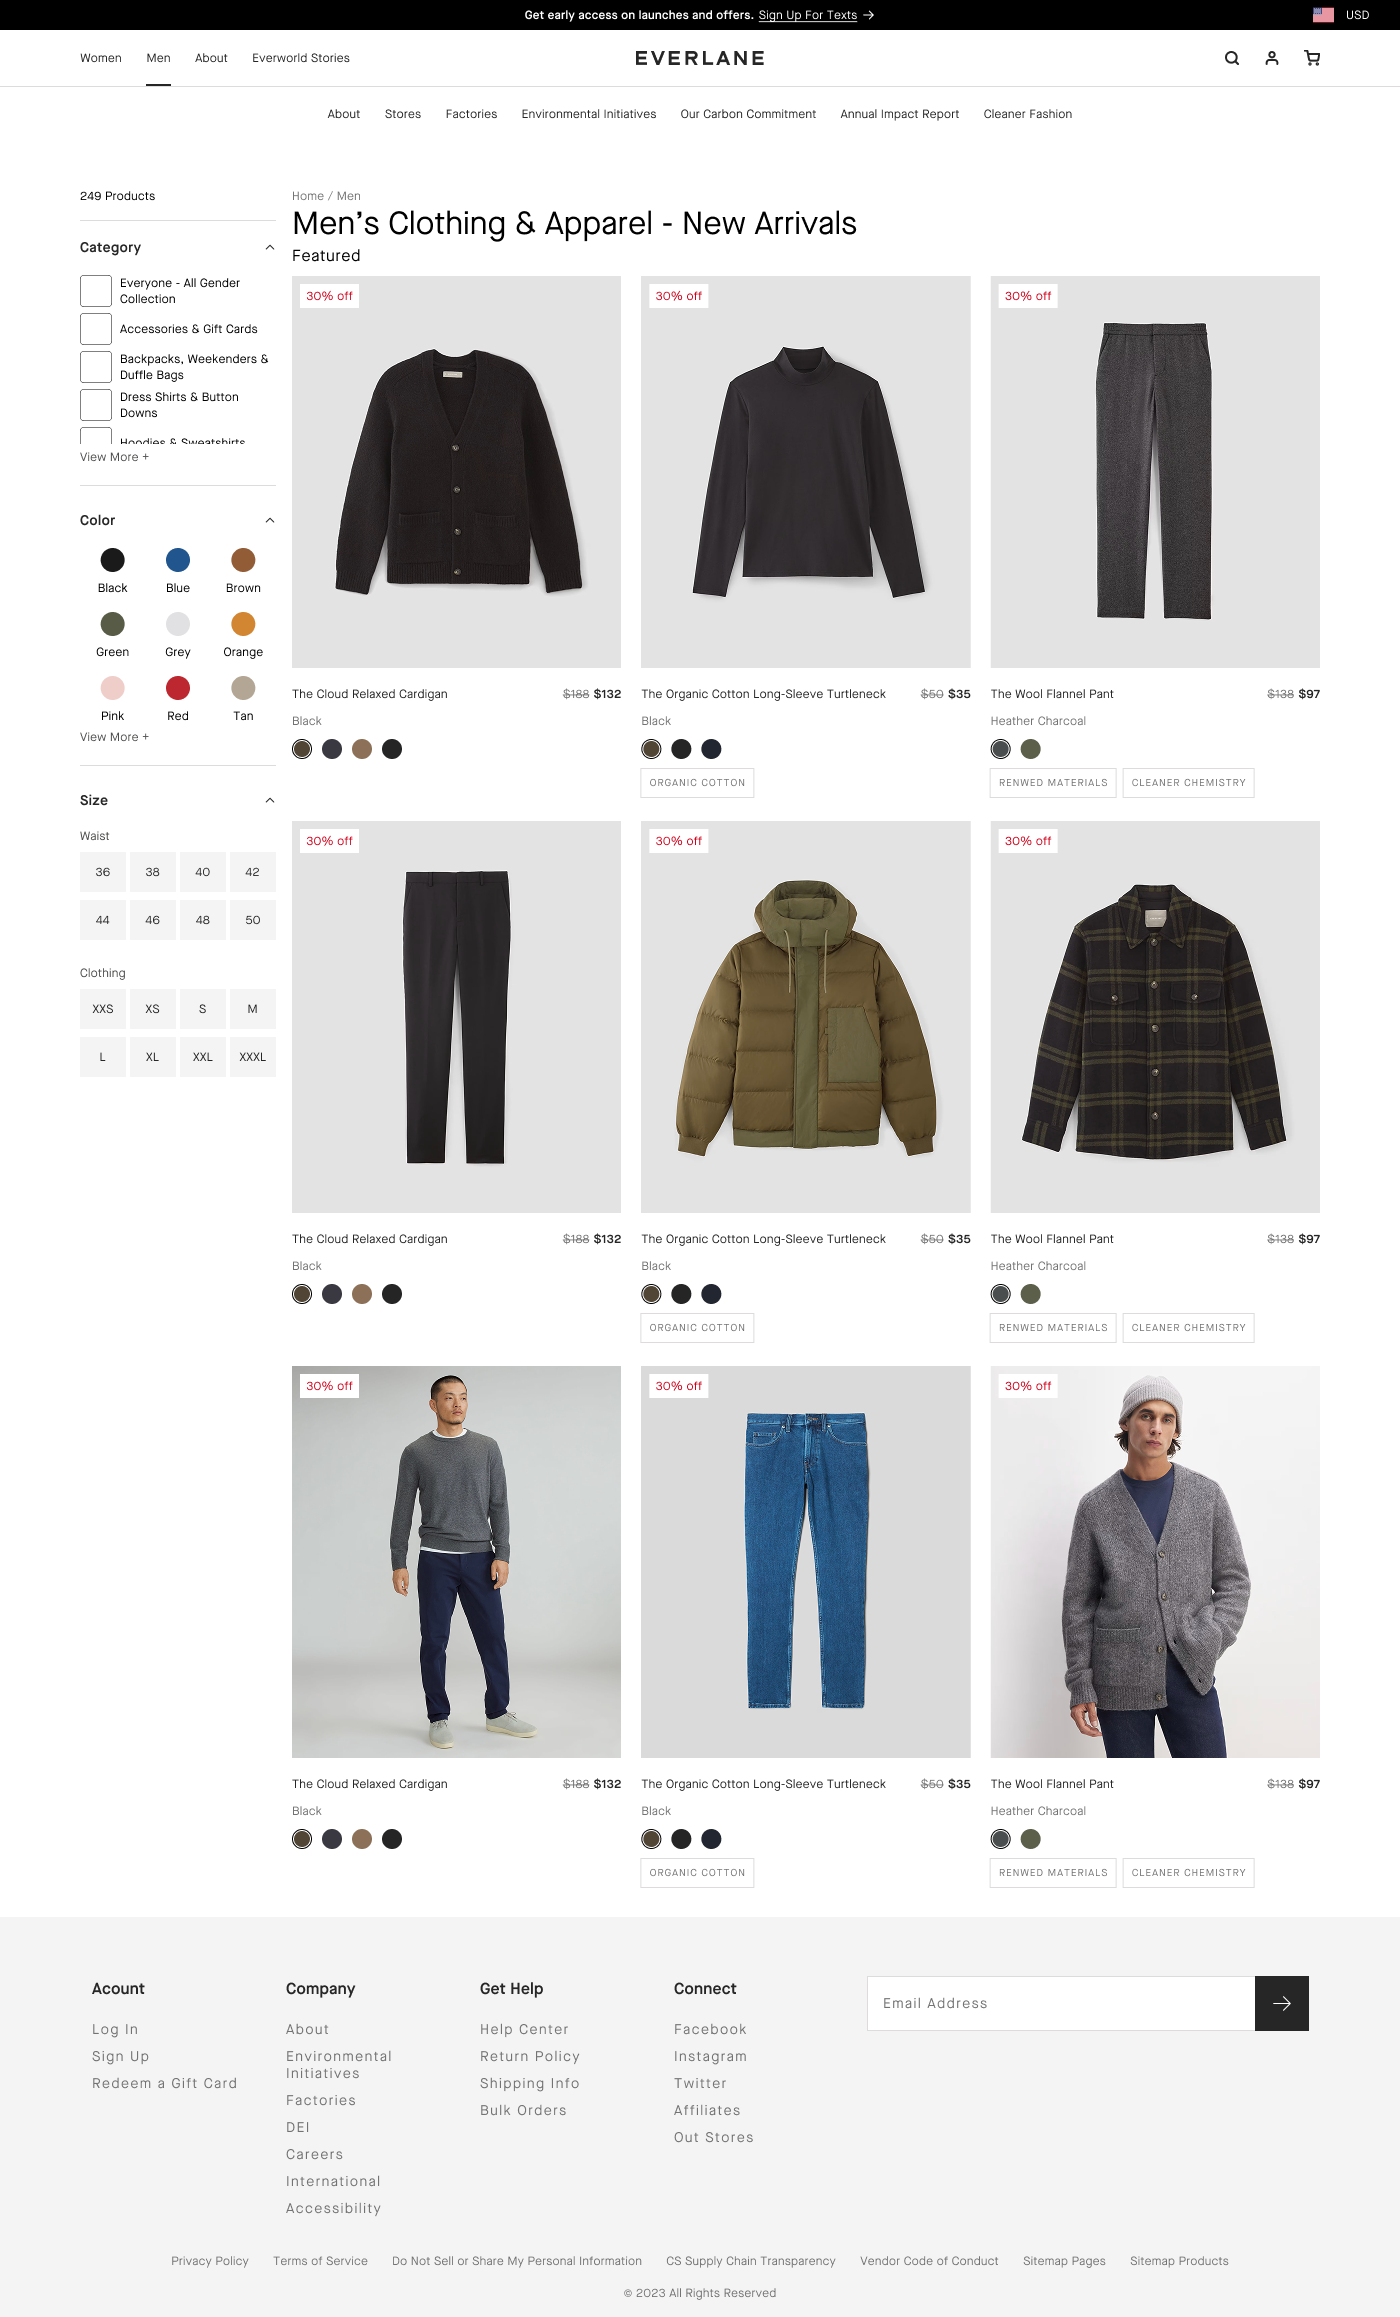 Get early access on launches and offers. Sign Up For Texts →
USD
Women Men About Everworld Stories
EVERLANE
About Stores Factories Environmental Initiatives Our Carbon Commitment Annual Impact Report Cleaner Fashion
249 Products
Category
Everyone - All Gender
Collection
Accessories & Gift Cards
Backpacks, Weekenders &
Duffle Bags
Dress Shirts & Button
Downs
Hoodies & Sweatshirts
View More +
Color
Black Blue Brown
Green Grey Orange
Pink Red Tan
View More +
Size
Waist
36 38 40 42
44 46 48 50
Clothing
XXS XS S M
L XL XXL XXXL
Home / Men
Men's Clothing & Apparel - New Arrivals
Featured
30% off 30% off 30% off
The Cloud Relaxed Cardigan $188 $132
Black
The Organic Cotton Long-Sleeve Turtleneck $50 $35
Black
ORGANIC COTTON
The Wool Flannel Pant $138 $97
Heather Charcoal
RENWED MATERIALS CLEANER CHEMISTRY
30% off 30% off 30% off
The Cloud Relaxed Cardigan $188 $132
Black
The Organic Cotton Long-Sleeve Turtleneck $50 $35
Black
ORGANIC COTTON
The Wool Flannel Pant $138 $97
Heather Charcoal
RENWED MATERIALS CLEANER CHEMISTRY
30% off 30% off 30% off
The Cloud Relaxed Cardigan $188 $132
Black
The Organic Cotton Long-Sleeve Turtleneck $50 $35
Black
ORGANIC COTTON
The Wool Flannel Pant $138 $97
Heather Charcoal
RENWED MATERIALS CLEANER CHEMISTRY
Acount
Log In
Sign Up
Redeem a Gift Card
Company
About
Environmental
Initiatives
Factories
DEI
Careers
International
Accessibility
Get Help
Help Center
Return Policy
Shipping Info
Bulk Orders
Connect
Facebook
Instagram
Twitter
Affiliates
Out Stores
Email Address
Privacy Policy Terms of Service Do Not Sell or Share My Personal Information CS Supply Chain Transparency Vendor Code of Conduct Sitemap Pages Sitemap Products
© 2023 All Rights Reserved